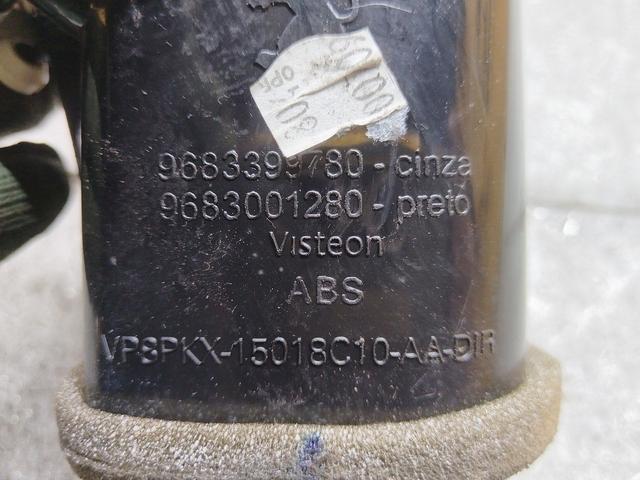 9683399780 - cinza
9683001280 - preto
Visteon
ABS
VP8PKX-15018C10-AA-DIR